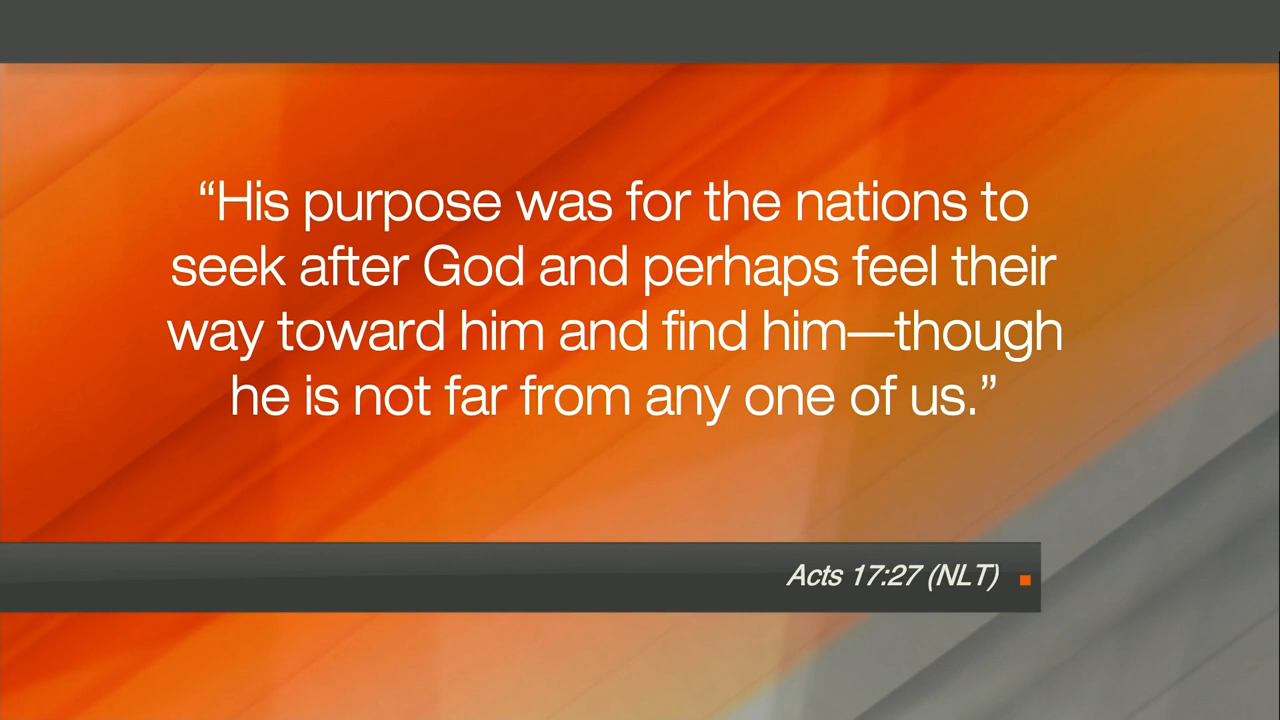 “His purpose was for the nations to
seek after God and perhaps feel their
way toward him and find him—though
he is not far from any one of us.”
Acts 17:27 (NLT)